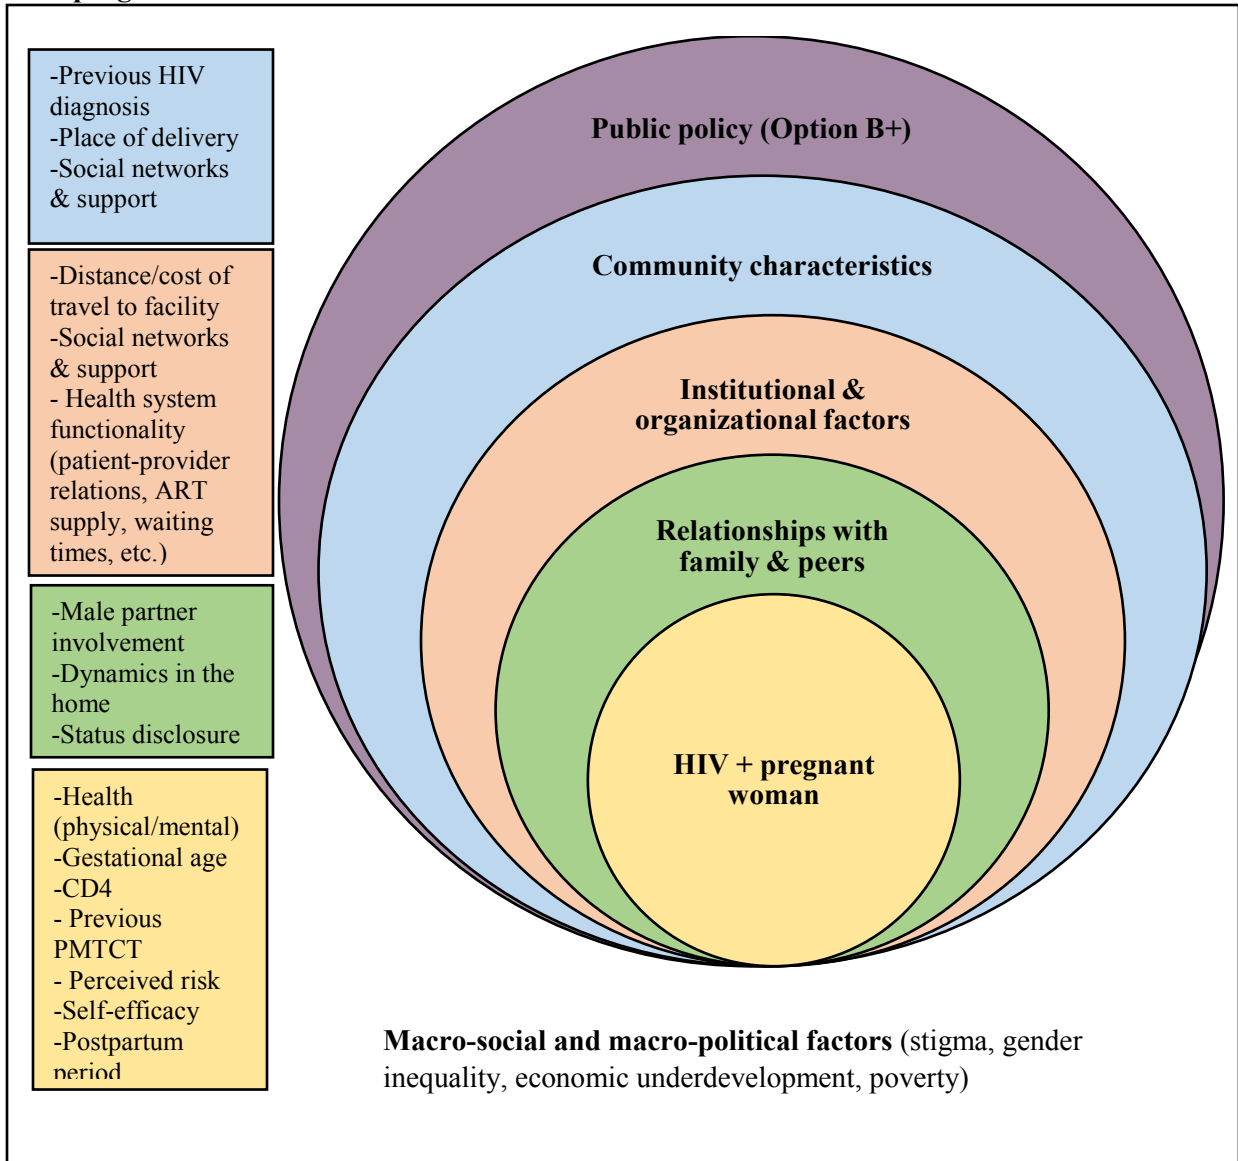 -Previous HIV
diagnosis
-Place of delivery
-Social networks
& support
-Distance/cost of
travel to facility
-Social networks
& support
- Health system
functionality
(patient-provider
relations, ART
supply, waiting
times, etc.)
-Male partner
involvement
-Dynamics in the
home
-Status disclosure
-Health
(physical/mental)
-Gestational age
-CD4
- Previous
PMTCT
- Perceived risk
-Self-efficacy
-Postpartum
period
Public policy (Option B+)
Community characteristics
Institutional &
organizational factors
Relationships with
family & peers
HIV + pregnant
woman
Macro-social and macro-political factors (stigma, gender
inequality, economic underdevelopment, poverty)